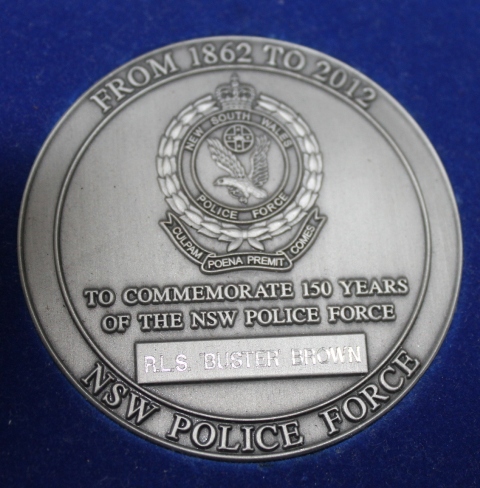 FROM 1862 TO 2012
NEW SOUTH WALES
POLICE FORCE
CULPAM POENA PREMIT COMES
TO COMMEMORATE 150 YEARS
OF THE NSW POLICE FORCE
R.L.S. "BUSTER BROWN
NSW POLICE FORCE